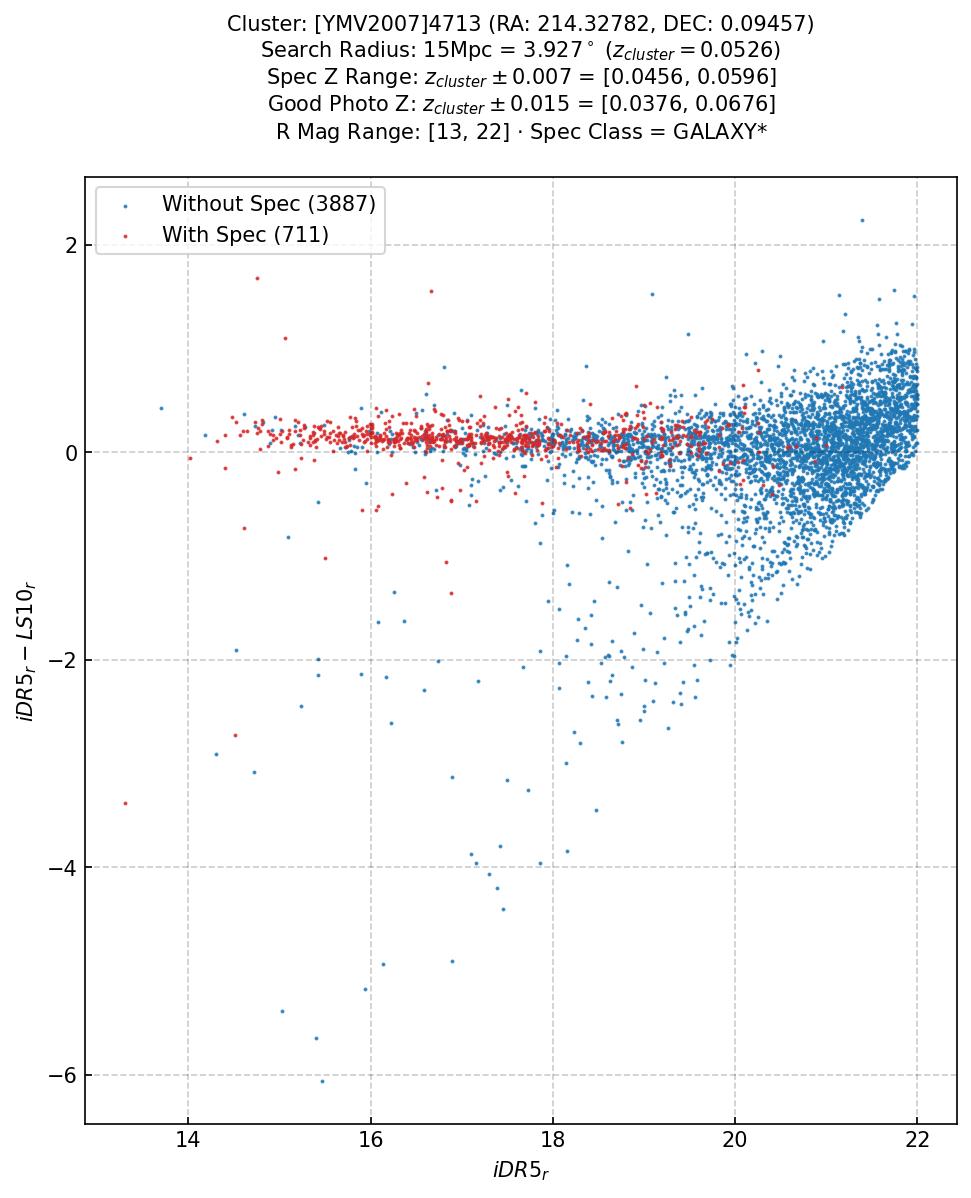 Cluster: [YMV2007]4713 (RA: 214.32782, DEC: 0.09457)
Search Radius: 15Mpc = 3.927° (z_cluster = 0.0526)
Spec Z Range: z_cluster ± 0.007 = [0.0456, 0.0596]
Good Photo Z: z_cluster ± 0.015 = [0.0376, 0.0676]
R Mag Range: [13, 22] · Spec Class = GALAXY*
Without Spec (3887)
With Spec (711)
2
0
−2
−4
−6
iDR5_r − LS10_r
14 16 18 20 22
iDR5_r